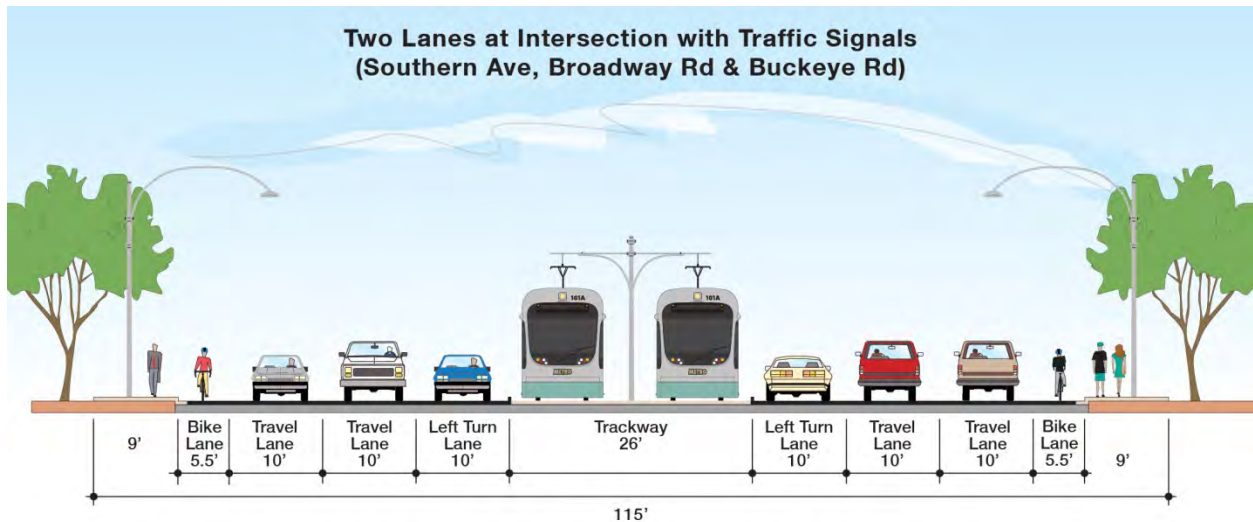 Two Lanes at Intersection with Traffic Signals
(Southern Ave, Broadway Rd & Buckeye Rd)
101A
101A
9'
Bike
Lane
5.5'
Travel
Lane
10'
Travel
Lane
10'
Left Turn
Lane
10'
Trackway
26'
Left Turn
Lane
10'
Travel
Lane
10'
Travel
Lane
10'
Bike
Lane
5.5'
9'
115'